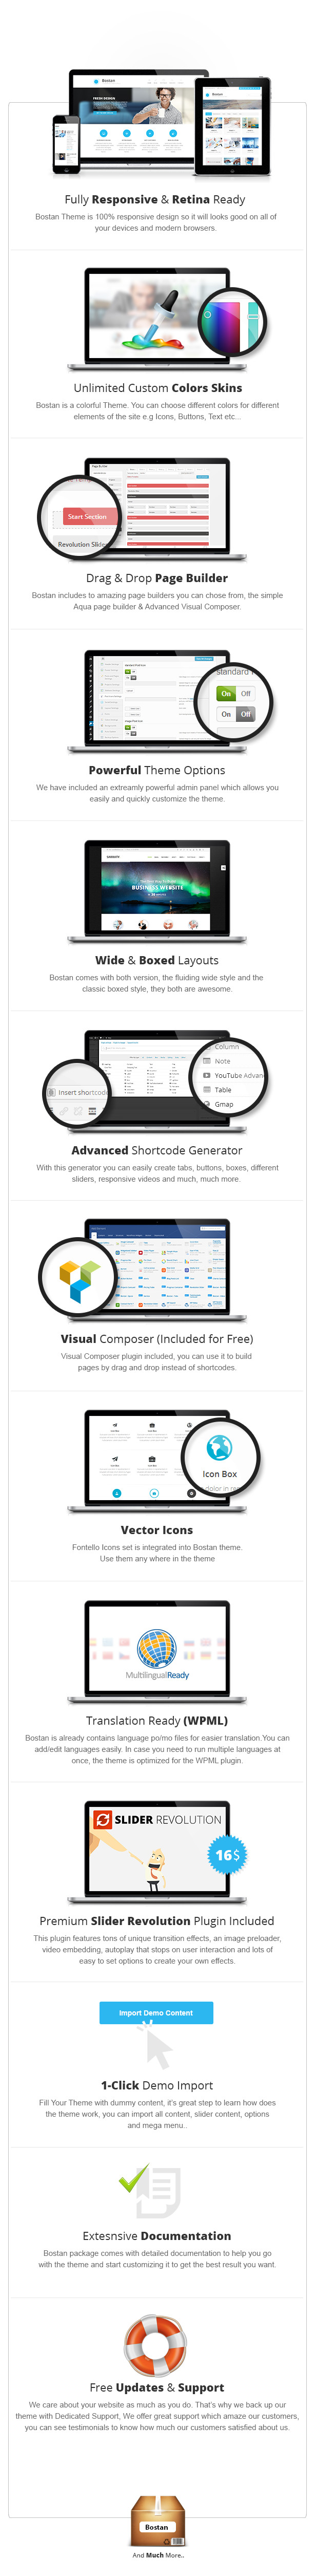 Bostan
FRESH DESIGN
Bostan
Fully Responsive & Retina Ready
Bostan Theme is 100% responsive design so it will looks good on all of
your devices and modern browsers.
Unlimited Custom Colors Skins
Bostan is a colorful Theme. You can choose different colors for different
elements of the site e.g Icons, Buttons, Text etc...
Page Builder
Start Section
Revolution Slider
Drag & Drop Page Builder
Bostan includes to amazing page builders you can chose from, the simple
Aqua page builder & Advanced Visual Composer.
standard
On Off
On Off
Powerful Theme Options
We have included an extreamly powerful admin panel which allows you
easily and quickly customize the theme.
BUSINESS WEBSITE
Wide & Boxed Layouts
Bostan comes with both version, the fluiding wide style and the
classic boxed style, they both are awesome.
Column
Note
YouTube Advan
Table
Gmap
Insert shortcode
Advanced Shortcode Generator
With this generator you can easily create tabs, buttons, boxes, different
sliders, responsive videos and much, much more.
Visual Composer (Included for Free)
Visual Composer plugin included, you can use it to build
pages by drag and drop instead of shortcodes.
Icon Box
dolor in re
Vector Icons
Fontello Icons set is integrated into Bostan theme.
Use them any where in the theme
MultilingualReady
Translation Ready (WPML)
Bostan is already contains language po/mo files for easier translation.You can
add/edit languages easily. In case you need to run multiple languages at
once, the theme is optimized for the WPML plugin.
SLIDER REVOLUTION
16$
Premium Slider Revolution Plugin Included
This plugin features tons of unique transition effects, an image preloader,
video embedding, autoplay that stops on user interaction and lots of
easy to set options to create your own effects.
Import Demo Content
1-Click Demo Import
Fill Your Theme with dummy content, it's great step to learn how does
the theme work, you can import all content, slider content, options
and mega menu..
Extesnsive Documentation
Bostan package comes with detailed documentation to help you go
with the theme and start customizing it to get the best result you want.
Free Updates & Support
We care about your website as much as you do. That's why we back up our
theme with Dedicated Support, We offer great support which amaze our customers,
you can see testimonials to know how much our customers satisfied about us.
Bostan
And Much More..